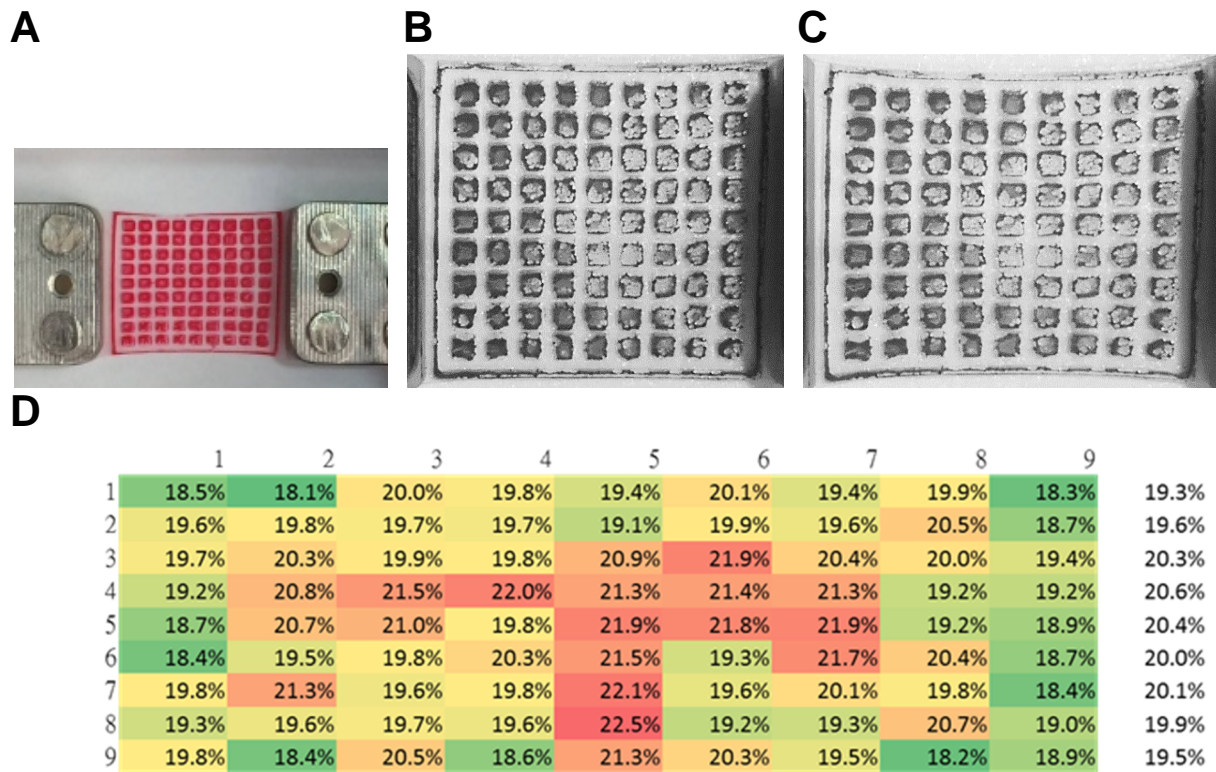 A
B
C
D
1 2 3 4 5 6 7 8 9
1 18.5% 18.1% 20.0% 19.8% 19.4% 20.1% 19.4% 19.9% 18.3% 19.3%
2 19.6% 19.8% 19.7% 19.7% 19.1% 19.9% 19.6% 20.5% 18.7% 19.6%
3 19.7% 20.3% 19.9% 19.8% 20.9% 21.9% 20.4% 20.0% 19.4% 20.3%
4 19.2% 20.8% 21.5% 22.0% 21.3% 21.4% 21.3% 19.2% 19.2% 20.6%
5 18.7% 20.7% 21.0% 19.8% 21.9% 21.8% 21.9% 19.2% 18.9% 20.4%
6 18.4% 19.5% 19.8% 20.3% 21.5% 19.3% 21.7% 20.4% 18.7% 20.0%
7 19.8% 21.3% 19.6% 19.8% 22.1% 19.6% 20.1% 19.8% 18.4% 20.1%
8 19.3% 19.6% 19.7% 19.6% 22.5% 19.2% 19.3% 20.7% 19.0% 19.9%
9 19.8% 18.4% 20.5% 18.6% 21.3% 20.3% 19.5% 18.2% 18.9% 19.5%